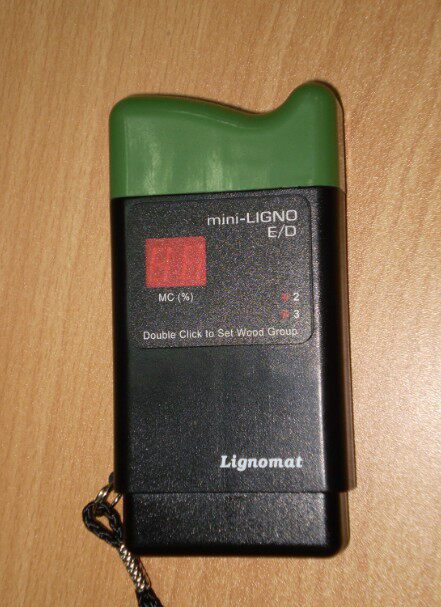 mini-LIGNO
E/D
MC (%)
2
3
Double Click to Set Wood Group
Lignomat